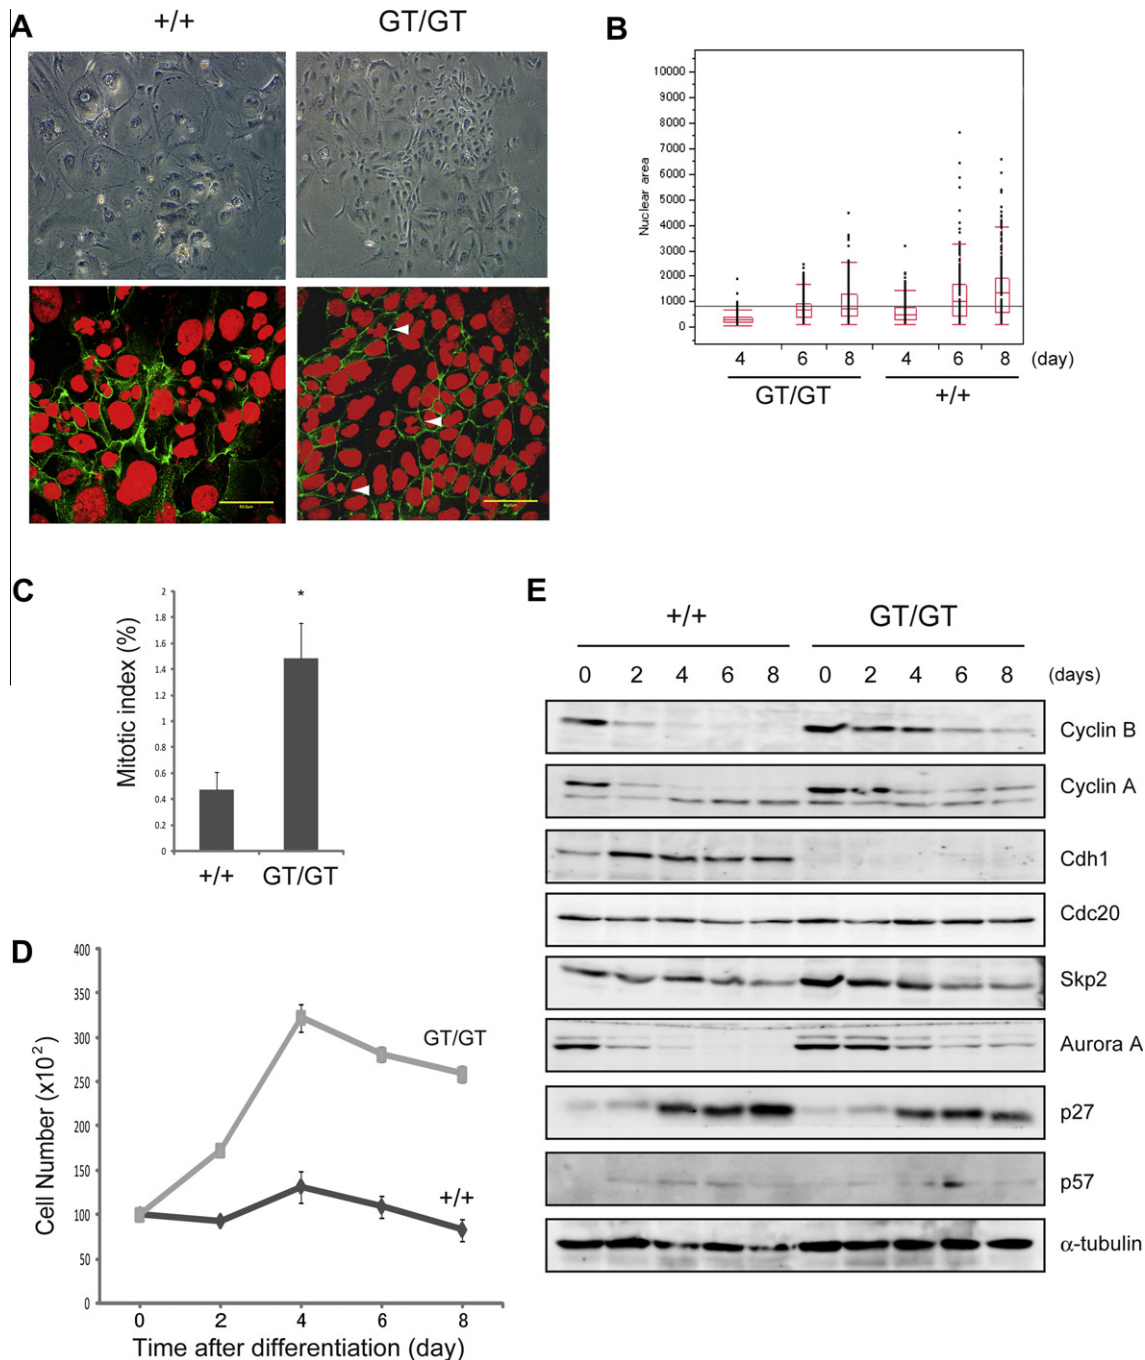 A
+/+
GT/GT
B
Nuclear area
10000
9000
8000
7000
6000
5000
4000
3000
2000
1000
0
4 6 8 4 6 8 (day)
GT/GT +/+
C
Mitotic index (%)
2
1.8
1.6
1.4
1.2
1
0.8
0.6
0.4
0.2
0
*
+/+ GT/GT
D
Cell Number (x10²)
400
350
300
250
200
150
100
50
0
GT/GT
+/+
0 2 4 6 8
Time after differentiation (day)
E
+/+ GT/GT
0 2 4 6 8 0 2 4 6 8 (days)
Cyclin B
Cyclin A
Cdh1
Cdc20
Skp2
Aurora A
p27
p57
α-tubulin